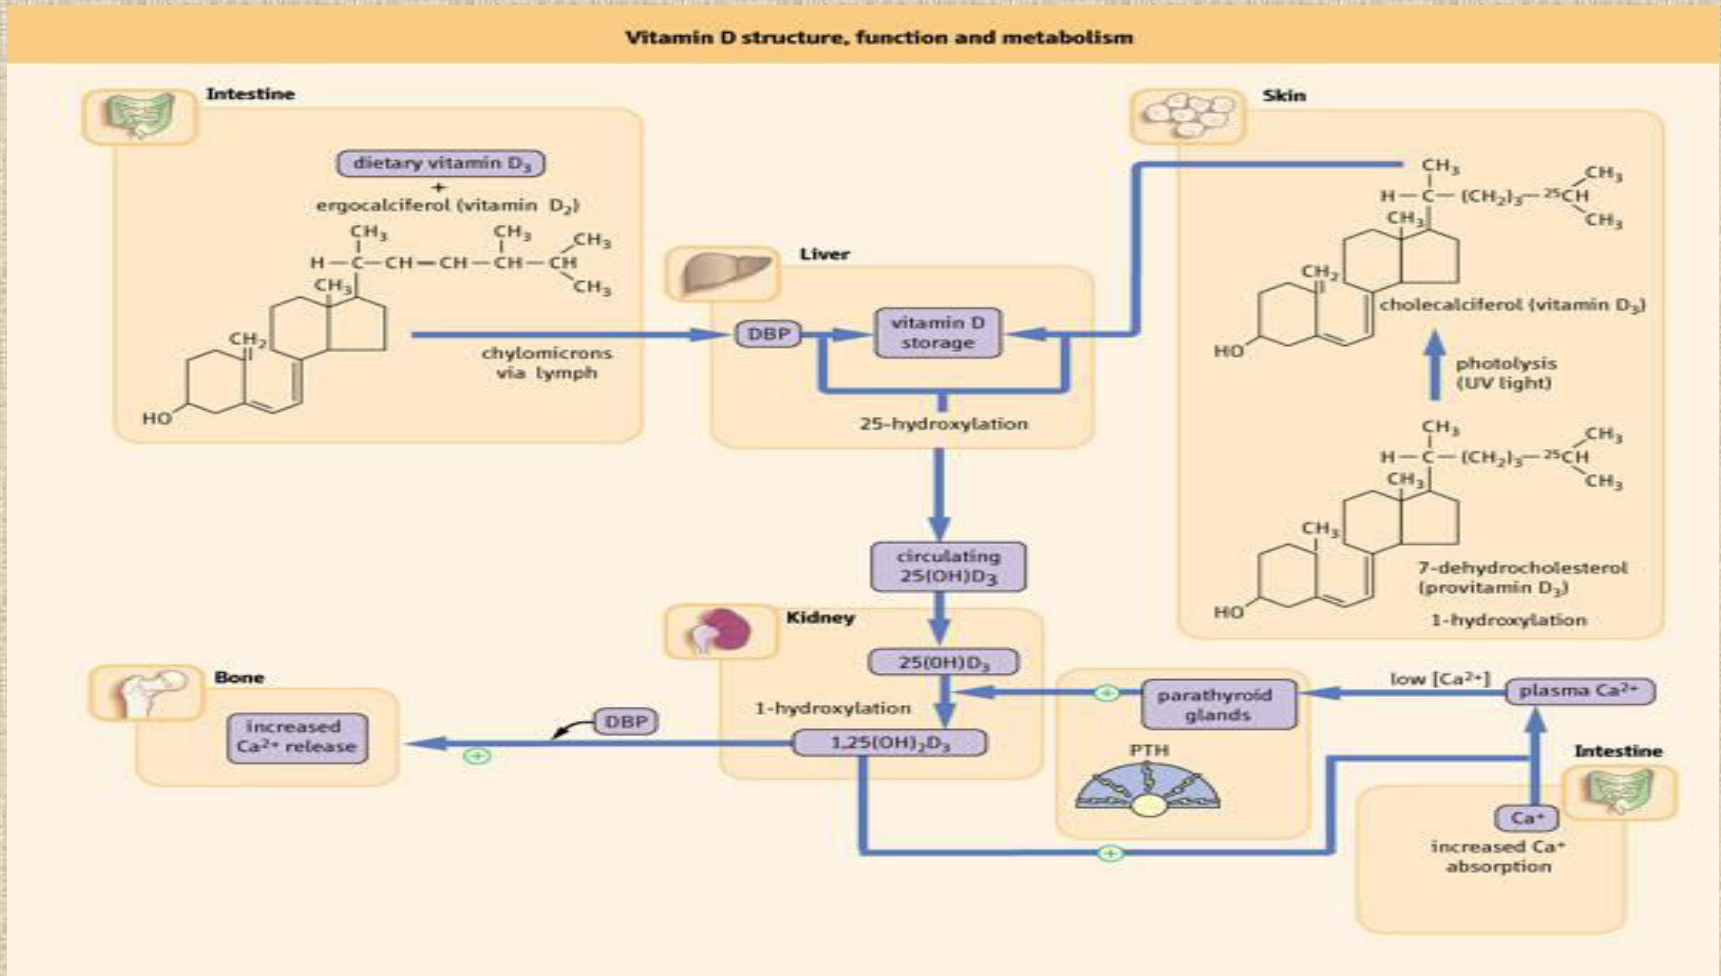 Vitamin D structure, function and metabolism
Intestine
dietary vitamin D₃
+
ergocalciferol (vitamin D₂)
CH₃ CH₃ CH₃
H—C—CH=CH—CH—CH
CH₃ CH₃
CH₂
HO
chylomicrons
via lymph
Liver
DBP
vitamin D
storage
25-hydroxylation
Skin
CH₃ CH₃
H—C—(CH₂)₃—²⁵CH
CH₃ CH₃
CH₂
cholecalciferol (vitamin D₃)
HO
photolysis
(UV light)
CH₃ CH₃
H—C—(CH₂)₃—²⁵CH
CH₃ CH₃
CH₃
7-dehydrocholesterol
(provitamin D₃)
HO
1-hydroxylation
circulating
25(OH)D₃
Kidney
25(OH)D₃
1-hydroxylation
1,25(OH)₂D₃
Bone
increased
Ca²⁺ release
DBP
+
+
parathyroid
glands
PTH
low [Ca²⁺]
plasma Ca²⁺
+
Intestine
Ca⁺
increased Ca⁺
absorption